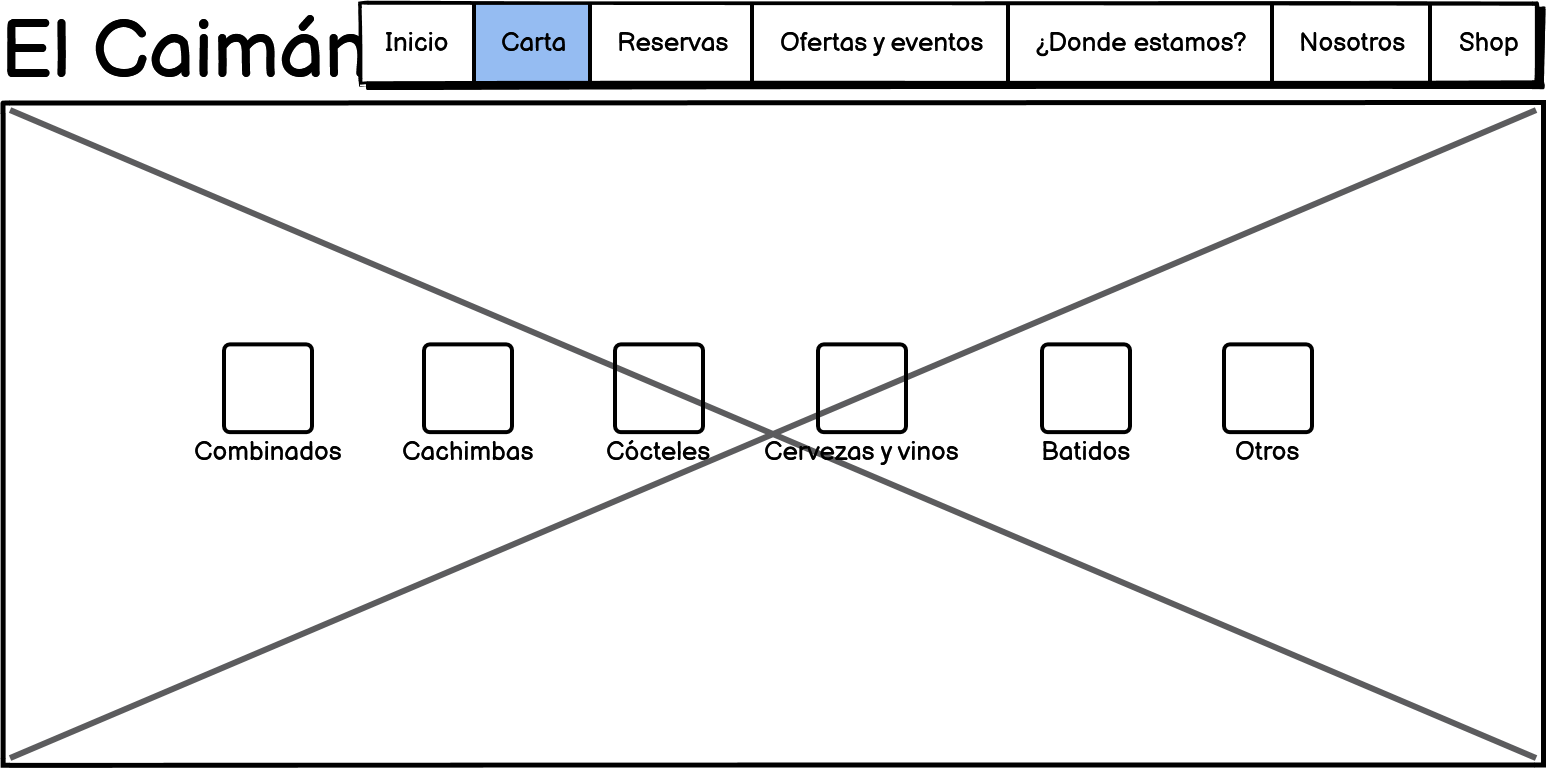 El Caimán
Inicio Carta Reservas Ofertas y eventos ¿Donde estamos? Nosotros Shop
Combinados Cachimbas Cócteles Cervezas y vinos Batidos Otros